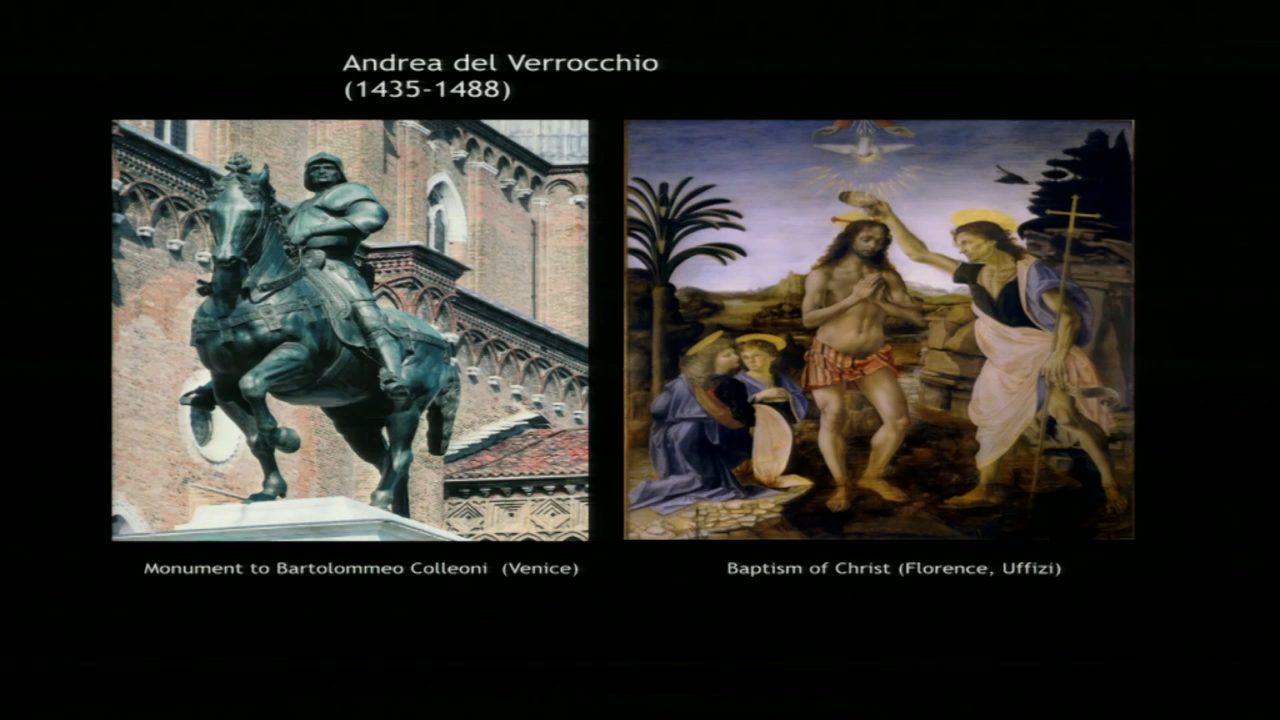 Andrea del Verrocchio
(1435-1488)
Monument to Bartolommeo Colleoni (Venice)
Baptism of Christ (Florence, Uffizi)